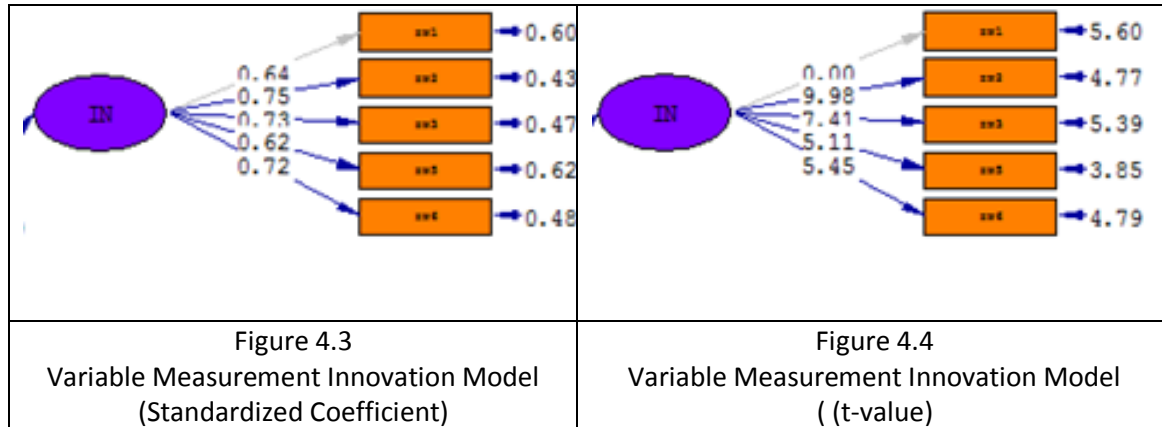 0.64
0.75
0.73
0.62
0.72
IN
0.60
0.43
0.47
0.62
0.48
0.00
9.98
7.41
5.11
5.45
IN
5.60
4.77
5.39
3.85
4.79
Figure 4.3
Variable Measurement Innovation Model
(Standardized Coefficient)
Figure 4.4
Variable Measurement Innovation Model
( (t-value)